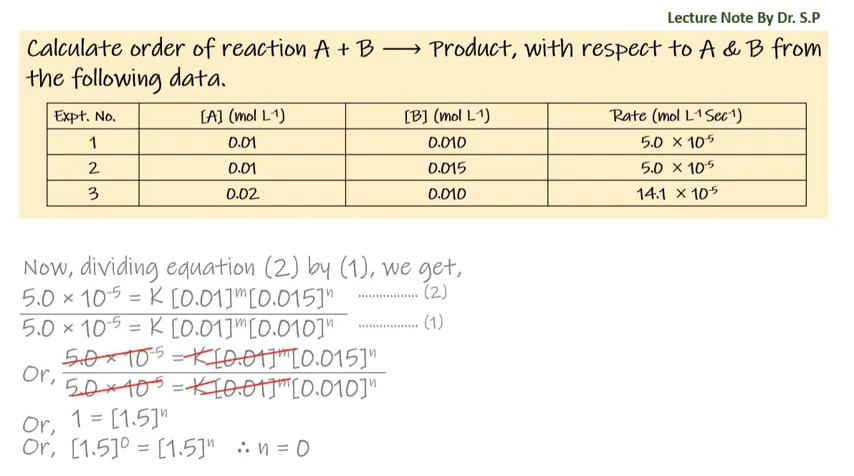 Lecture Note By Dr. S.P
Calculate order of reaction A + B ⟶ Product, with respect to A & B from
the following data.
Expt. No. [A] (mol L⁻¹) [B] (mol L⁻¹) Rate (mol L⁻¹ Sec⁻¹)
1 0.01 0.010 5.0 × 10⁻⁵
2 0.01 0.015 5.0 × 10⁻⁵
3 0.02 0.010 14.1 × 10⁻⁵
Now, dividing equation (2) by (1), we get,
5.0 × 10⁻⁵ = K [0.01]ᵐ[0.015]ⁿ ................. (2)
5.0 × 10⁻⁵ = K [0.01]ᵐ[0.010]ⁿ ................. (1)
Or, 5.0 × 10⁻⁵ = K [0.01]ᵐ[0.015]ⁿ
5.0 × 10⁻⁵ = K [0.01]ᵐ[0.010]ⁿ
Or, 1 = [1.5]ⁿ
Or, [1.5]⁰ = [1.5]ⁿ ∴ n = 0